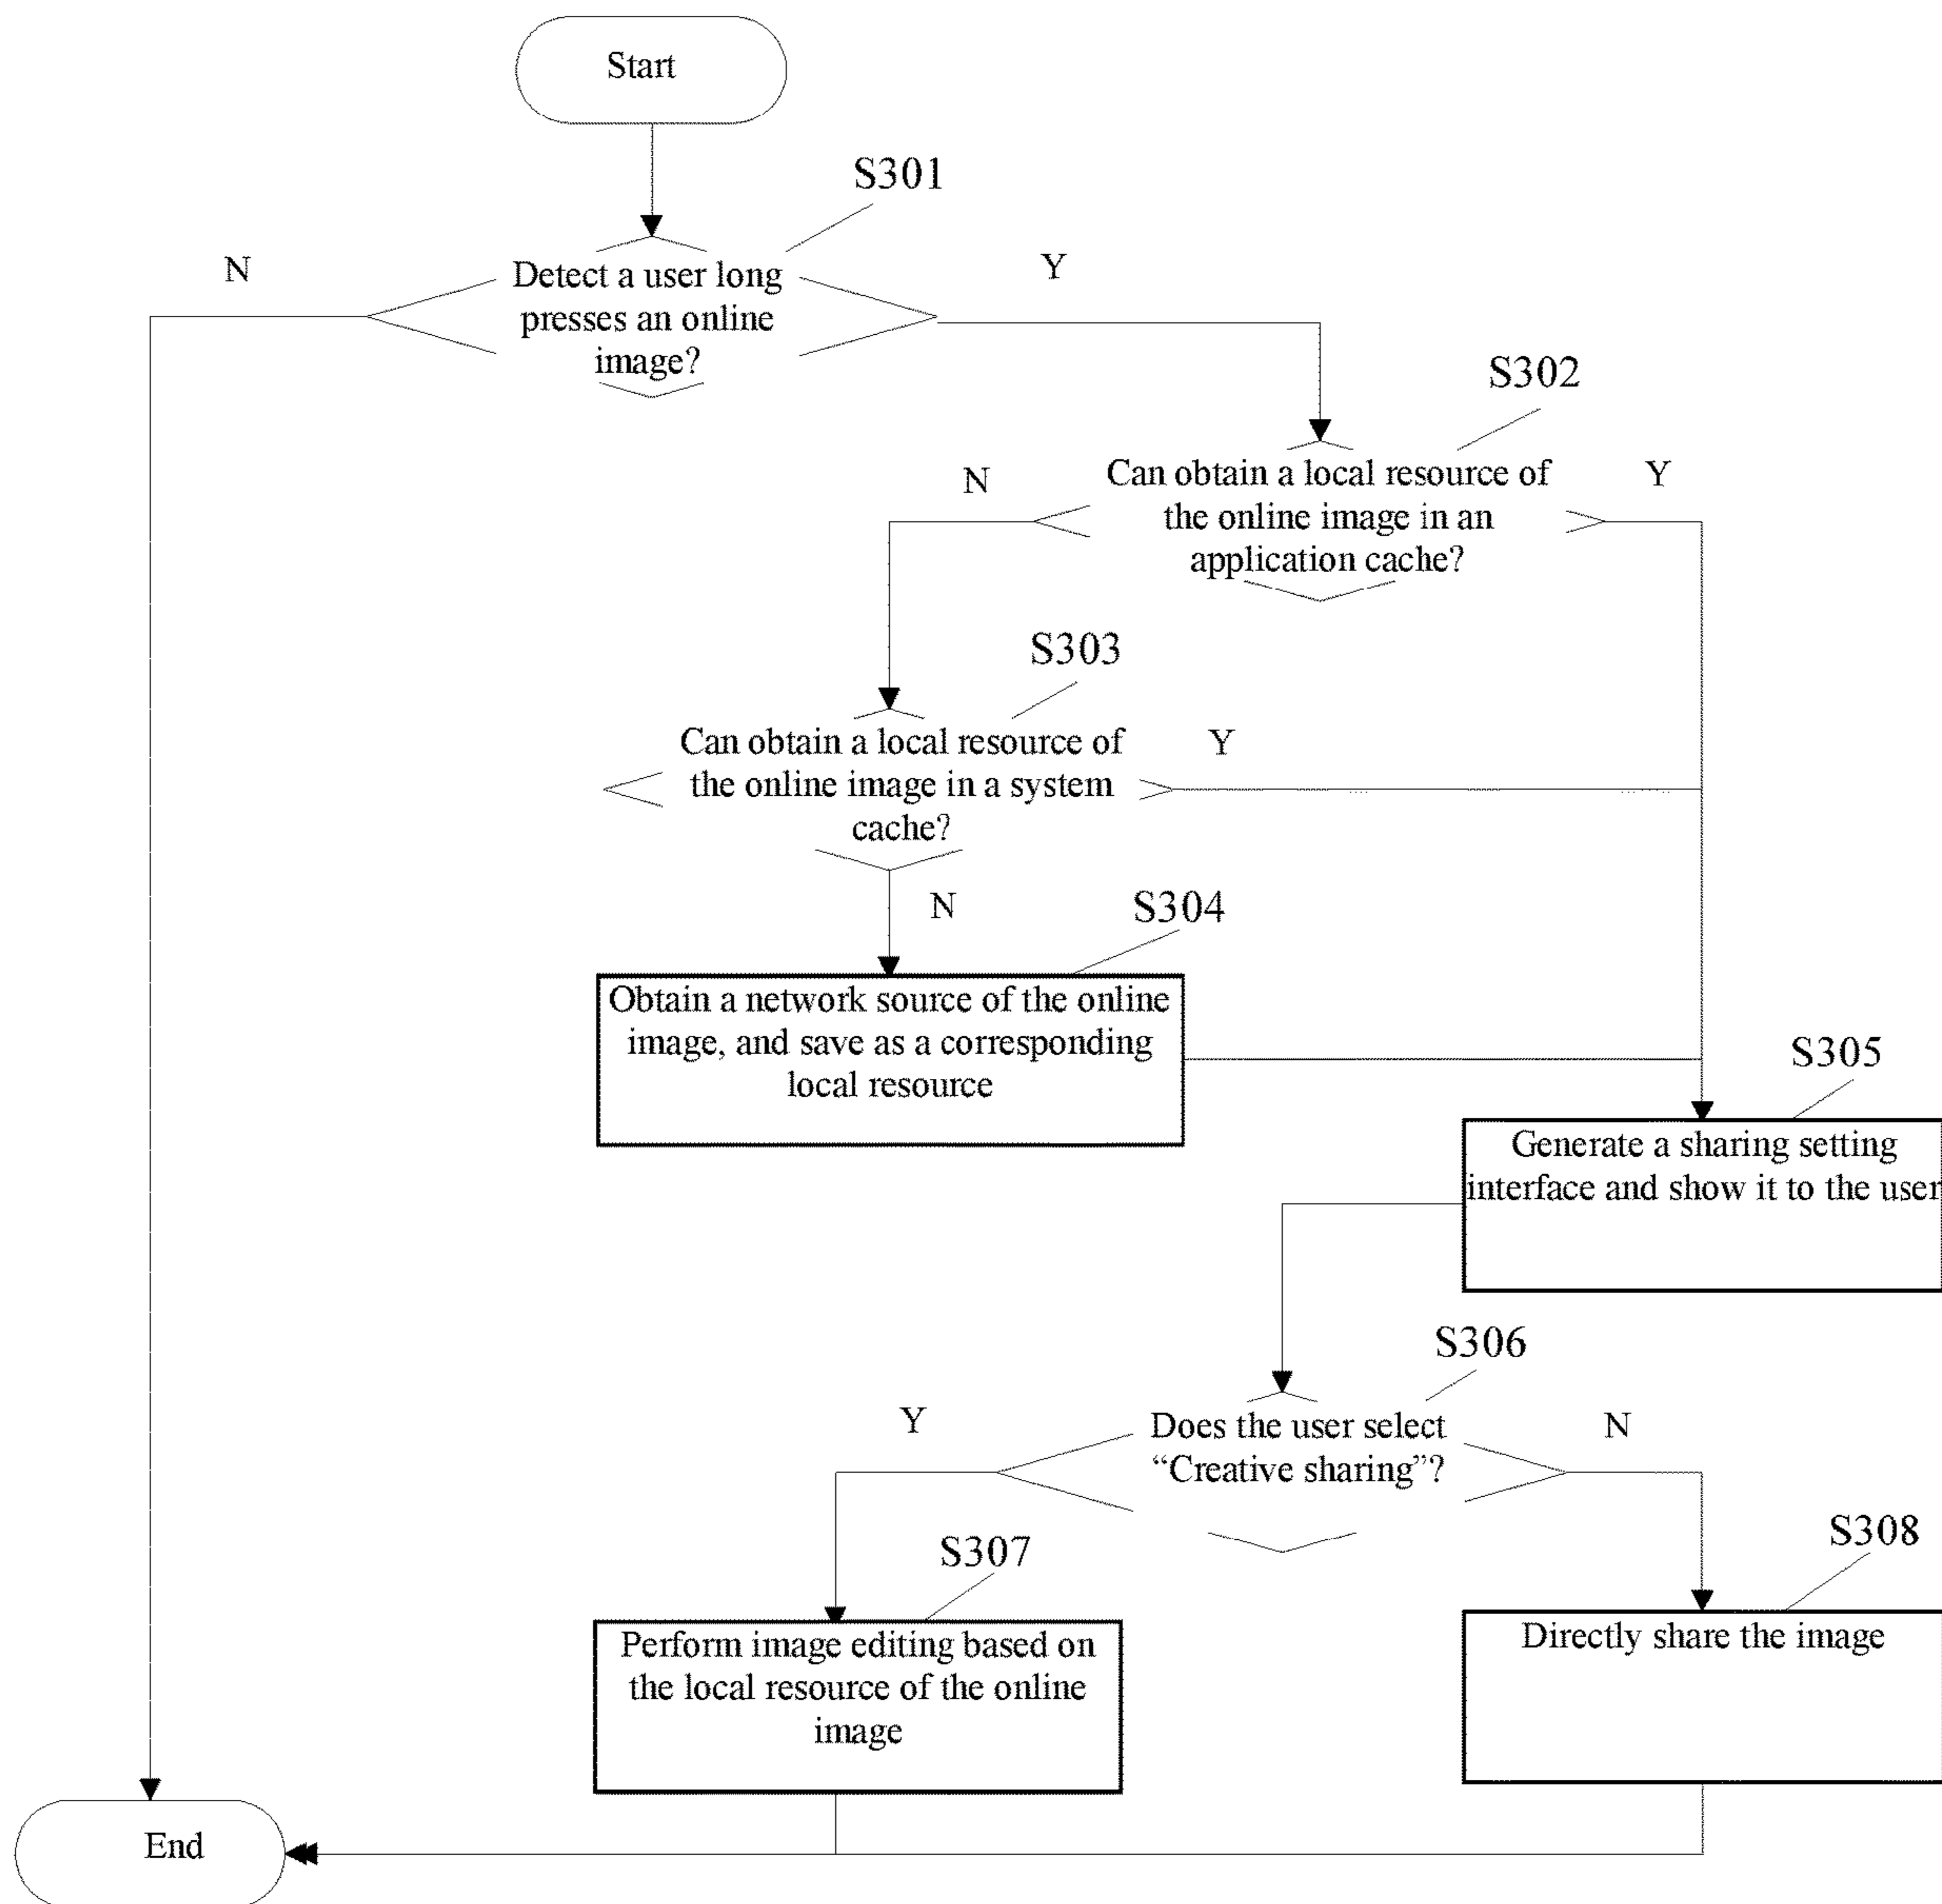 Start
S301
N
Detect a user long
presses an online
image?
Y
S302
N
Can obtain a local resource of
the online image in an
application cache?
Y
S303
Can obtain a local resource of
the online image in a system
cache?
Y
N
S304
Obtain a network source of the online
image, and save as a corresponding
local resource
S305
Generate a sharing setting
interface and show it to the user
S306
Y
Does the user select
“Creative sharing”?
N
S307
S308
Perform image editing based on
the local resource of the online
image
Directly share the image
End